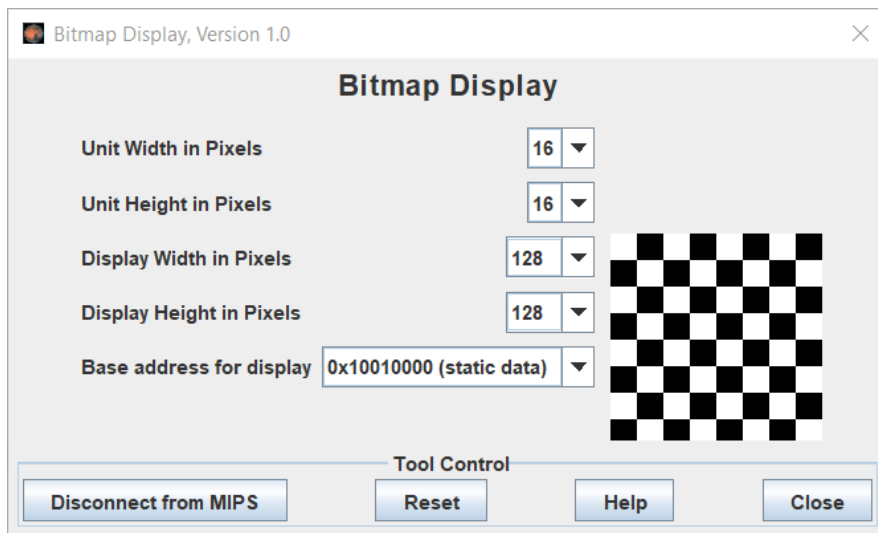 Bitmap Display, Version 1.0
Bitmap Display
Unit Width in Pixels 16
Unit Height in Pixels 16
Display Width in Pixels 128
Display Height in Pixels 128
Base address for display 0x10010000 (static data)
Tool Control
Disconnect from MIPS Reset Help Close